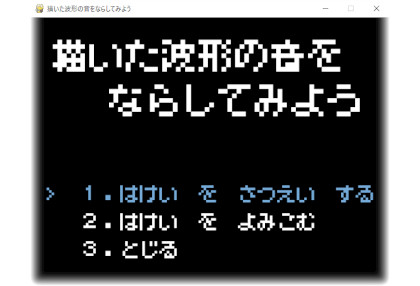 描いた波形の音をならしてみよう
描いた波形の音を
ならしてみよう
> 1.はけい を さつえい する
2.はけい を よみこむ
3.とじる